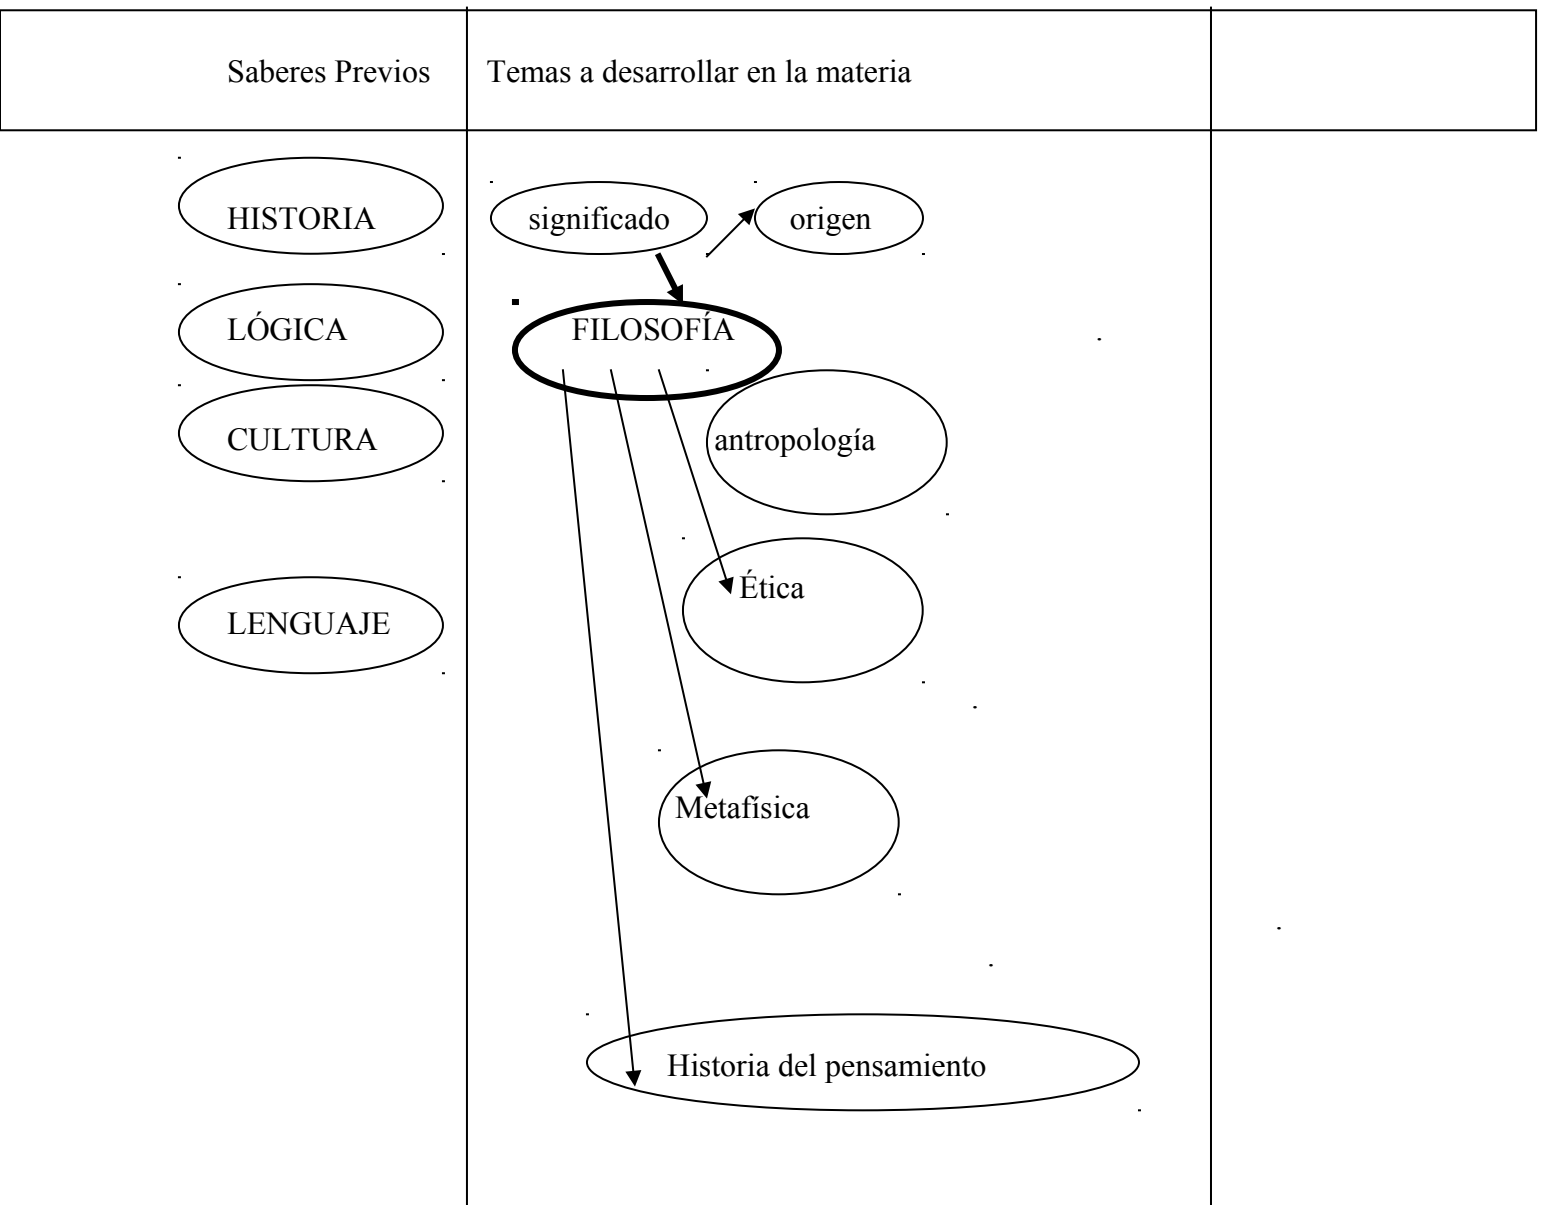 Saberes Previos
Temas a desarrollar en la materia
HISTORIA
LÓGICA
CULTURA
LENGUAJE
significado
origen
FILOSOFÍA
antropología
Ética
Metafísica
Historia del pensamiento